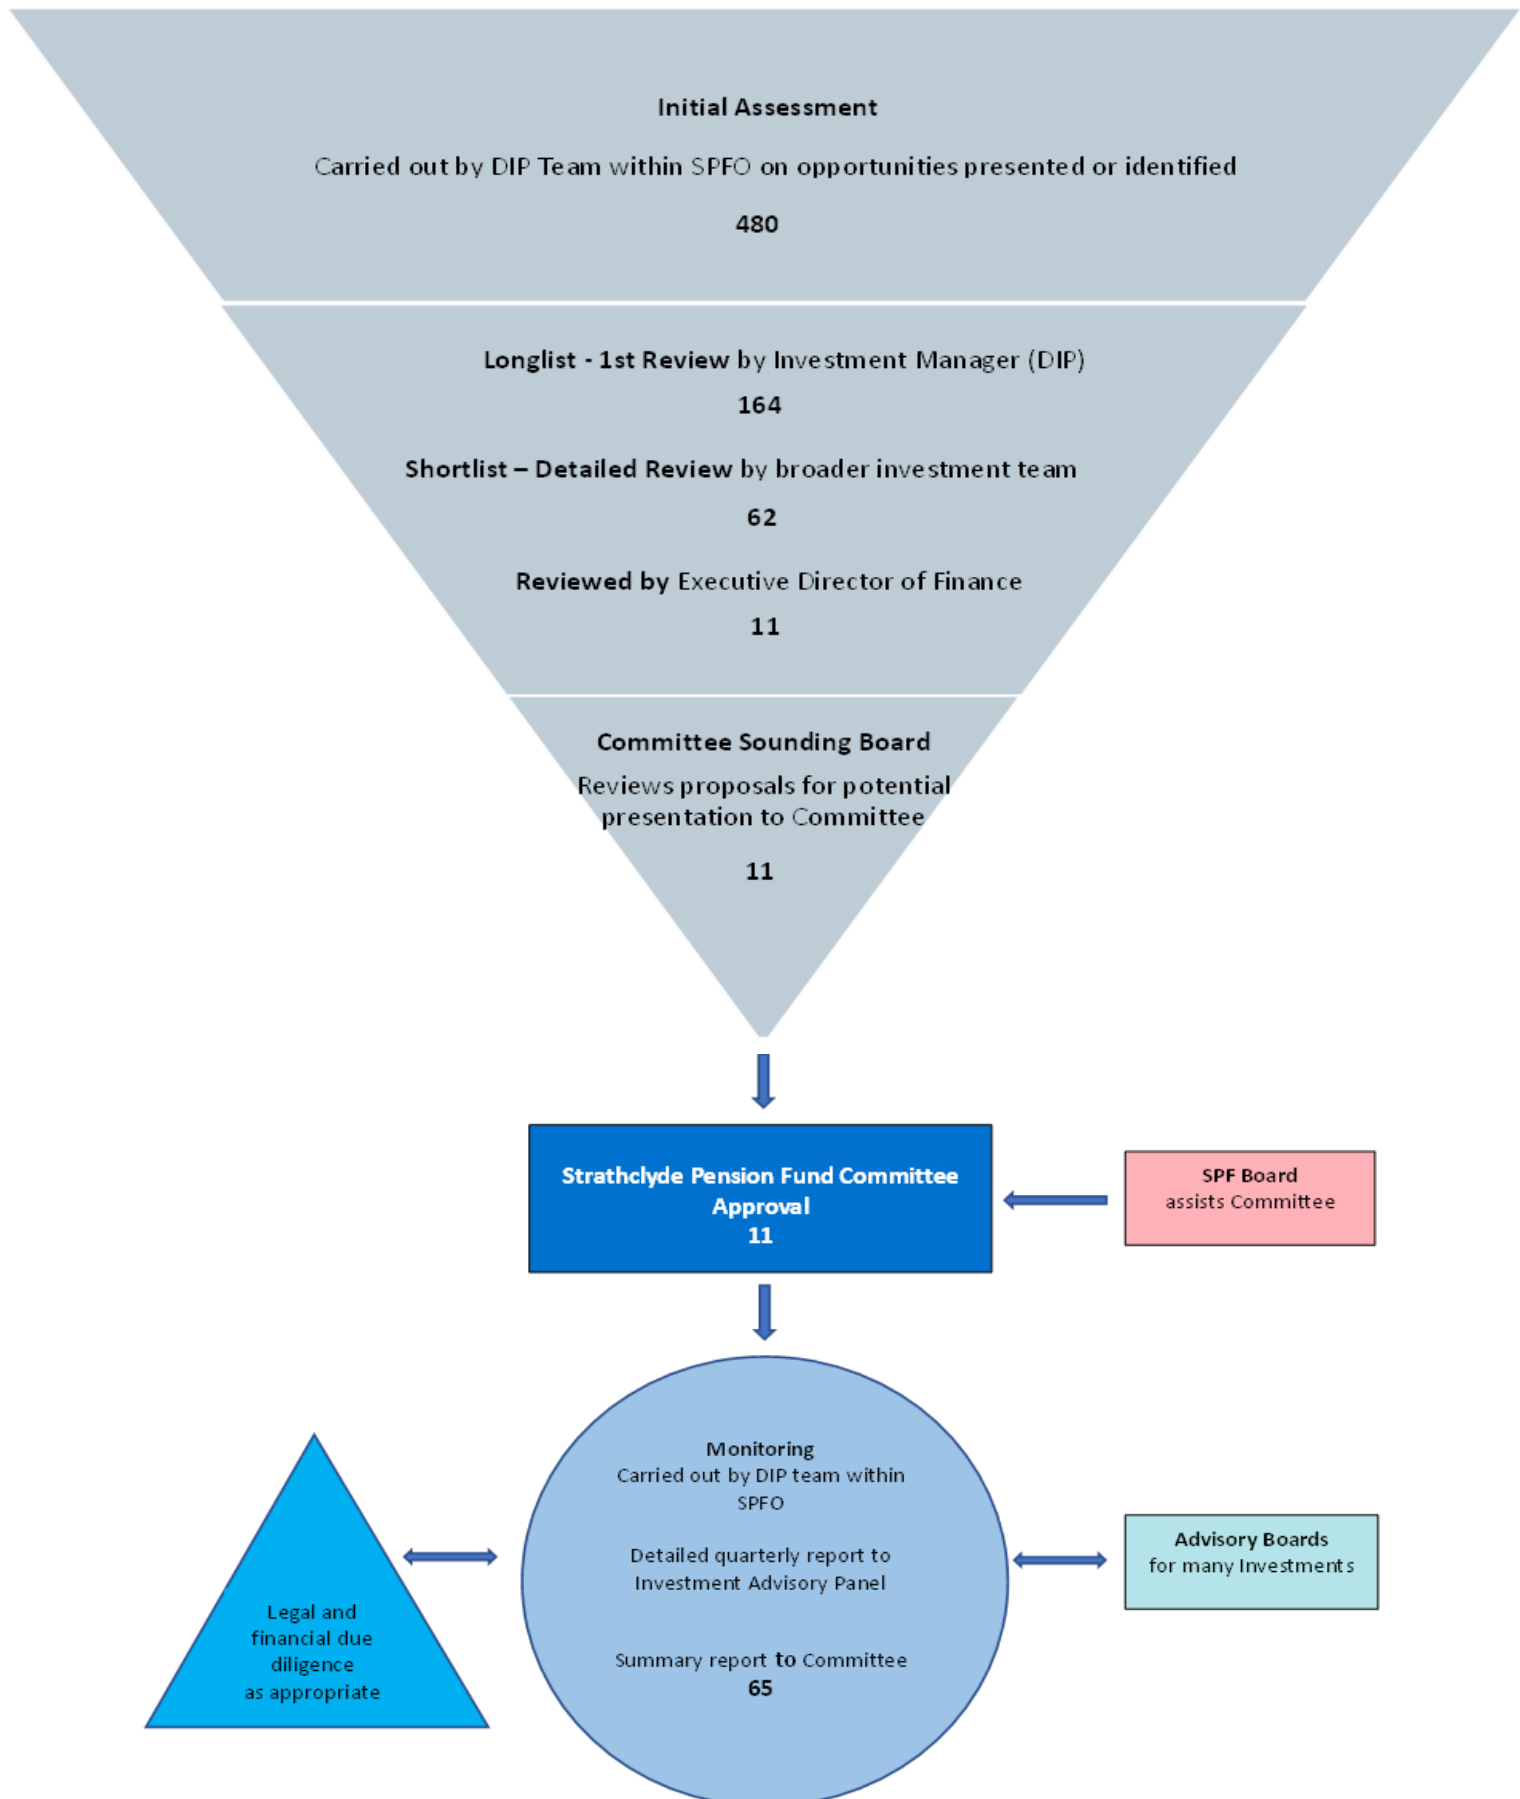 Initial Assessment
Carried out by DIP Team within SPFO on opportunities presented or identified
480
Longlist - 1st Review by Investment Manager (DIP)
164
Shortlist – Detailed Review by broader investment team
62
Reviewed by Executive Director of Finance
11
Committee Sounding Board
Reviews proposals for potential
presentation to Committee
11
Strathclyde Pension Fund Committee
Approval
11
SPF Board
assists Committee
Monitoring
Carried out by DIP team within
SPFO
Detailed quarterly report to
Investment Advisory Panel
Summary report to Committee
65
Legal and
financial due
diligence
as appropriate
Advisory Boards
for many Investments